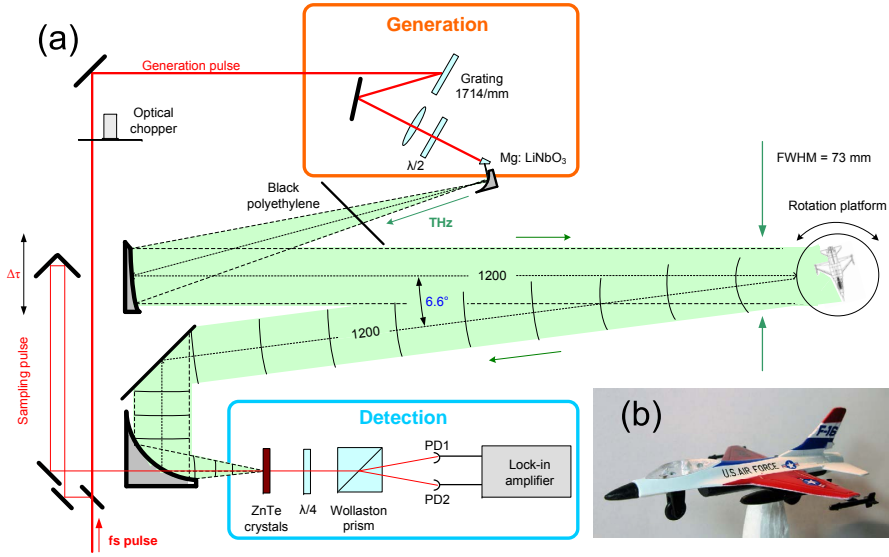 (a)
Generation
Generation pulse
Grating
1714/mm
Optical
chopper
λ/2
Mg: LiNbO₃
FWHM = 73 mm
Black
polyethylene
THz
Rotation platform
Δτ
1200
6.6°
1200
Sampling pulse
Detection
PD1
PD2
Lock-in
amplifier
ZnTe
crystals
λ/4
Wollaston
prism
fs pulse
(b)
F-16
U.S. AIR FORCE